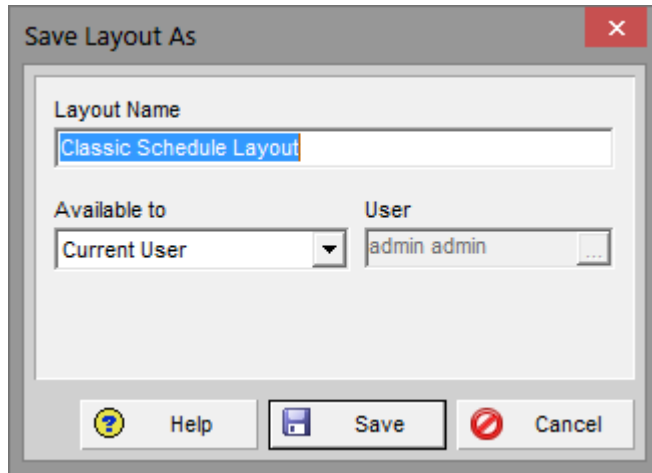 Save Layout As
Layout Name
Classic Schedule Layout
Available to User
Current User admin admin ...
Help Save Cancel